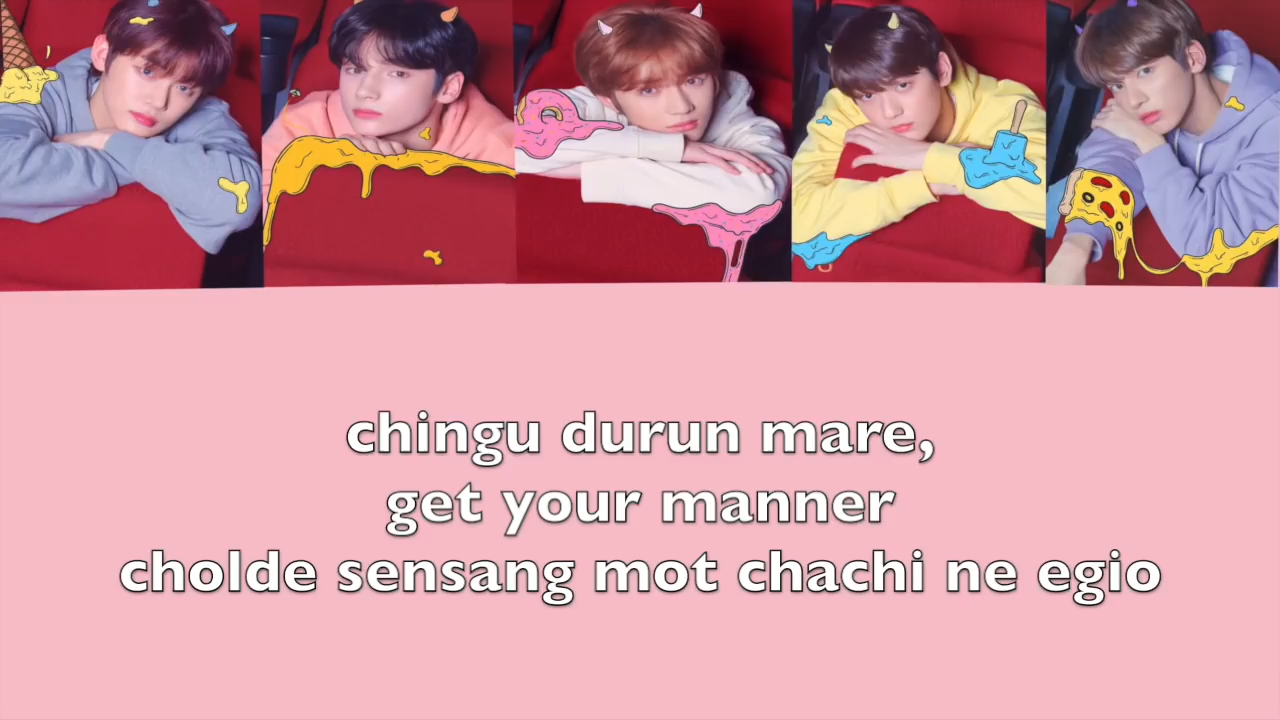 chingu durun mare,
get your manner
cholde sensang mot chachi ne egio